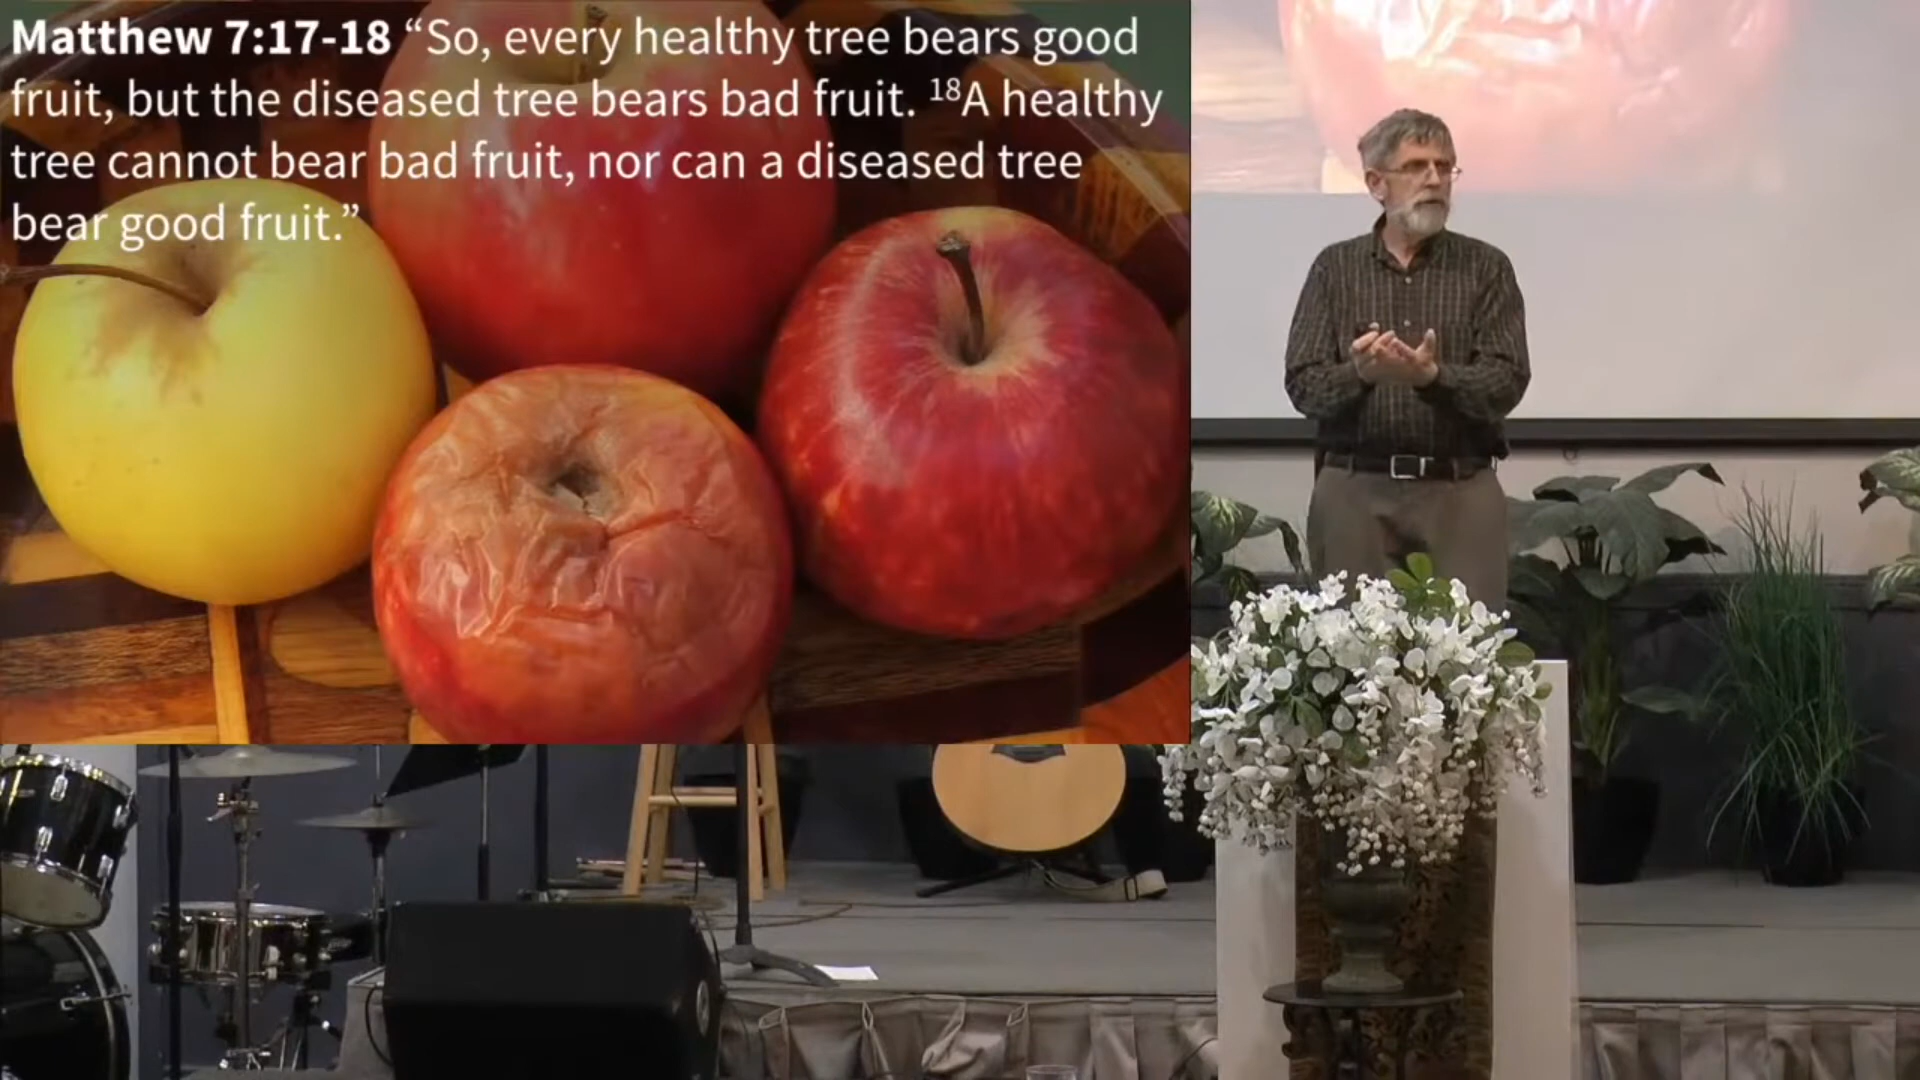 Matthew 7:17-18 “So, every healthy tree bears good
fruit, but the diseased tree bears bad fruit. ¹⁸A healthy
tree cannot bear bad fruit, nor can a diseased tree
bear good fruit.”